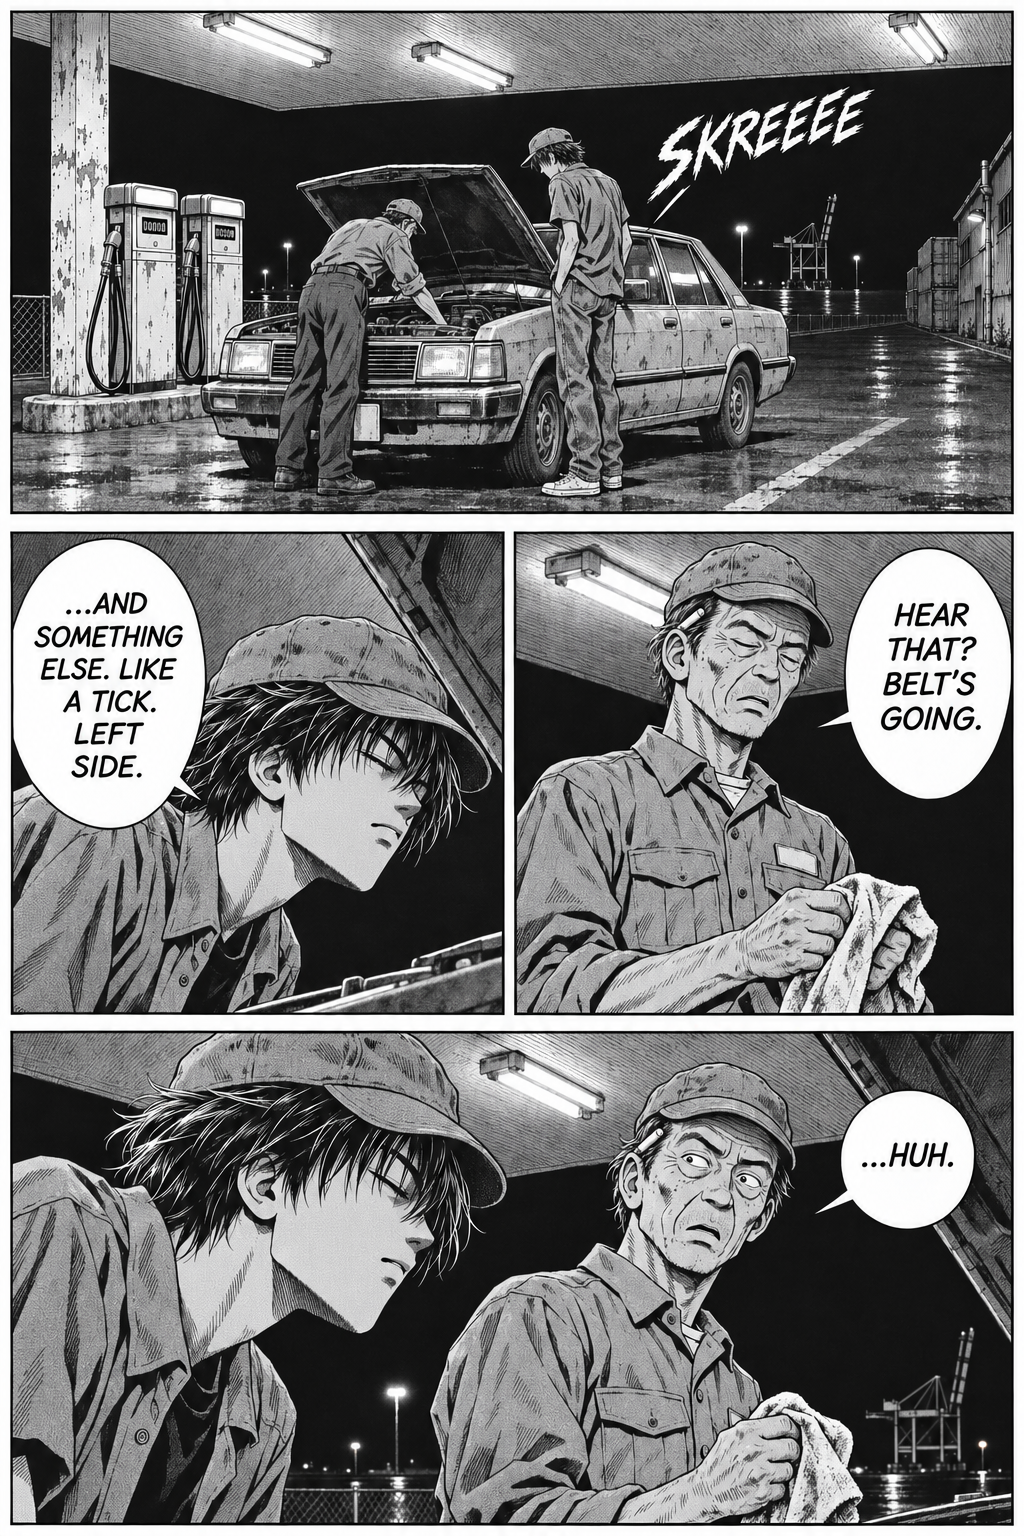 SKREEEE
HEAR
THAT?
BELT'S
GOING.
...AND
SOMETHING
ELSE. LIKE
A TICK.
LEFT
SIDE.
...HUH.